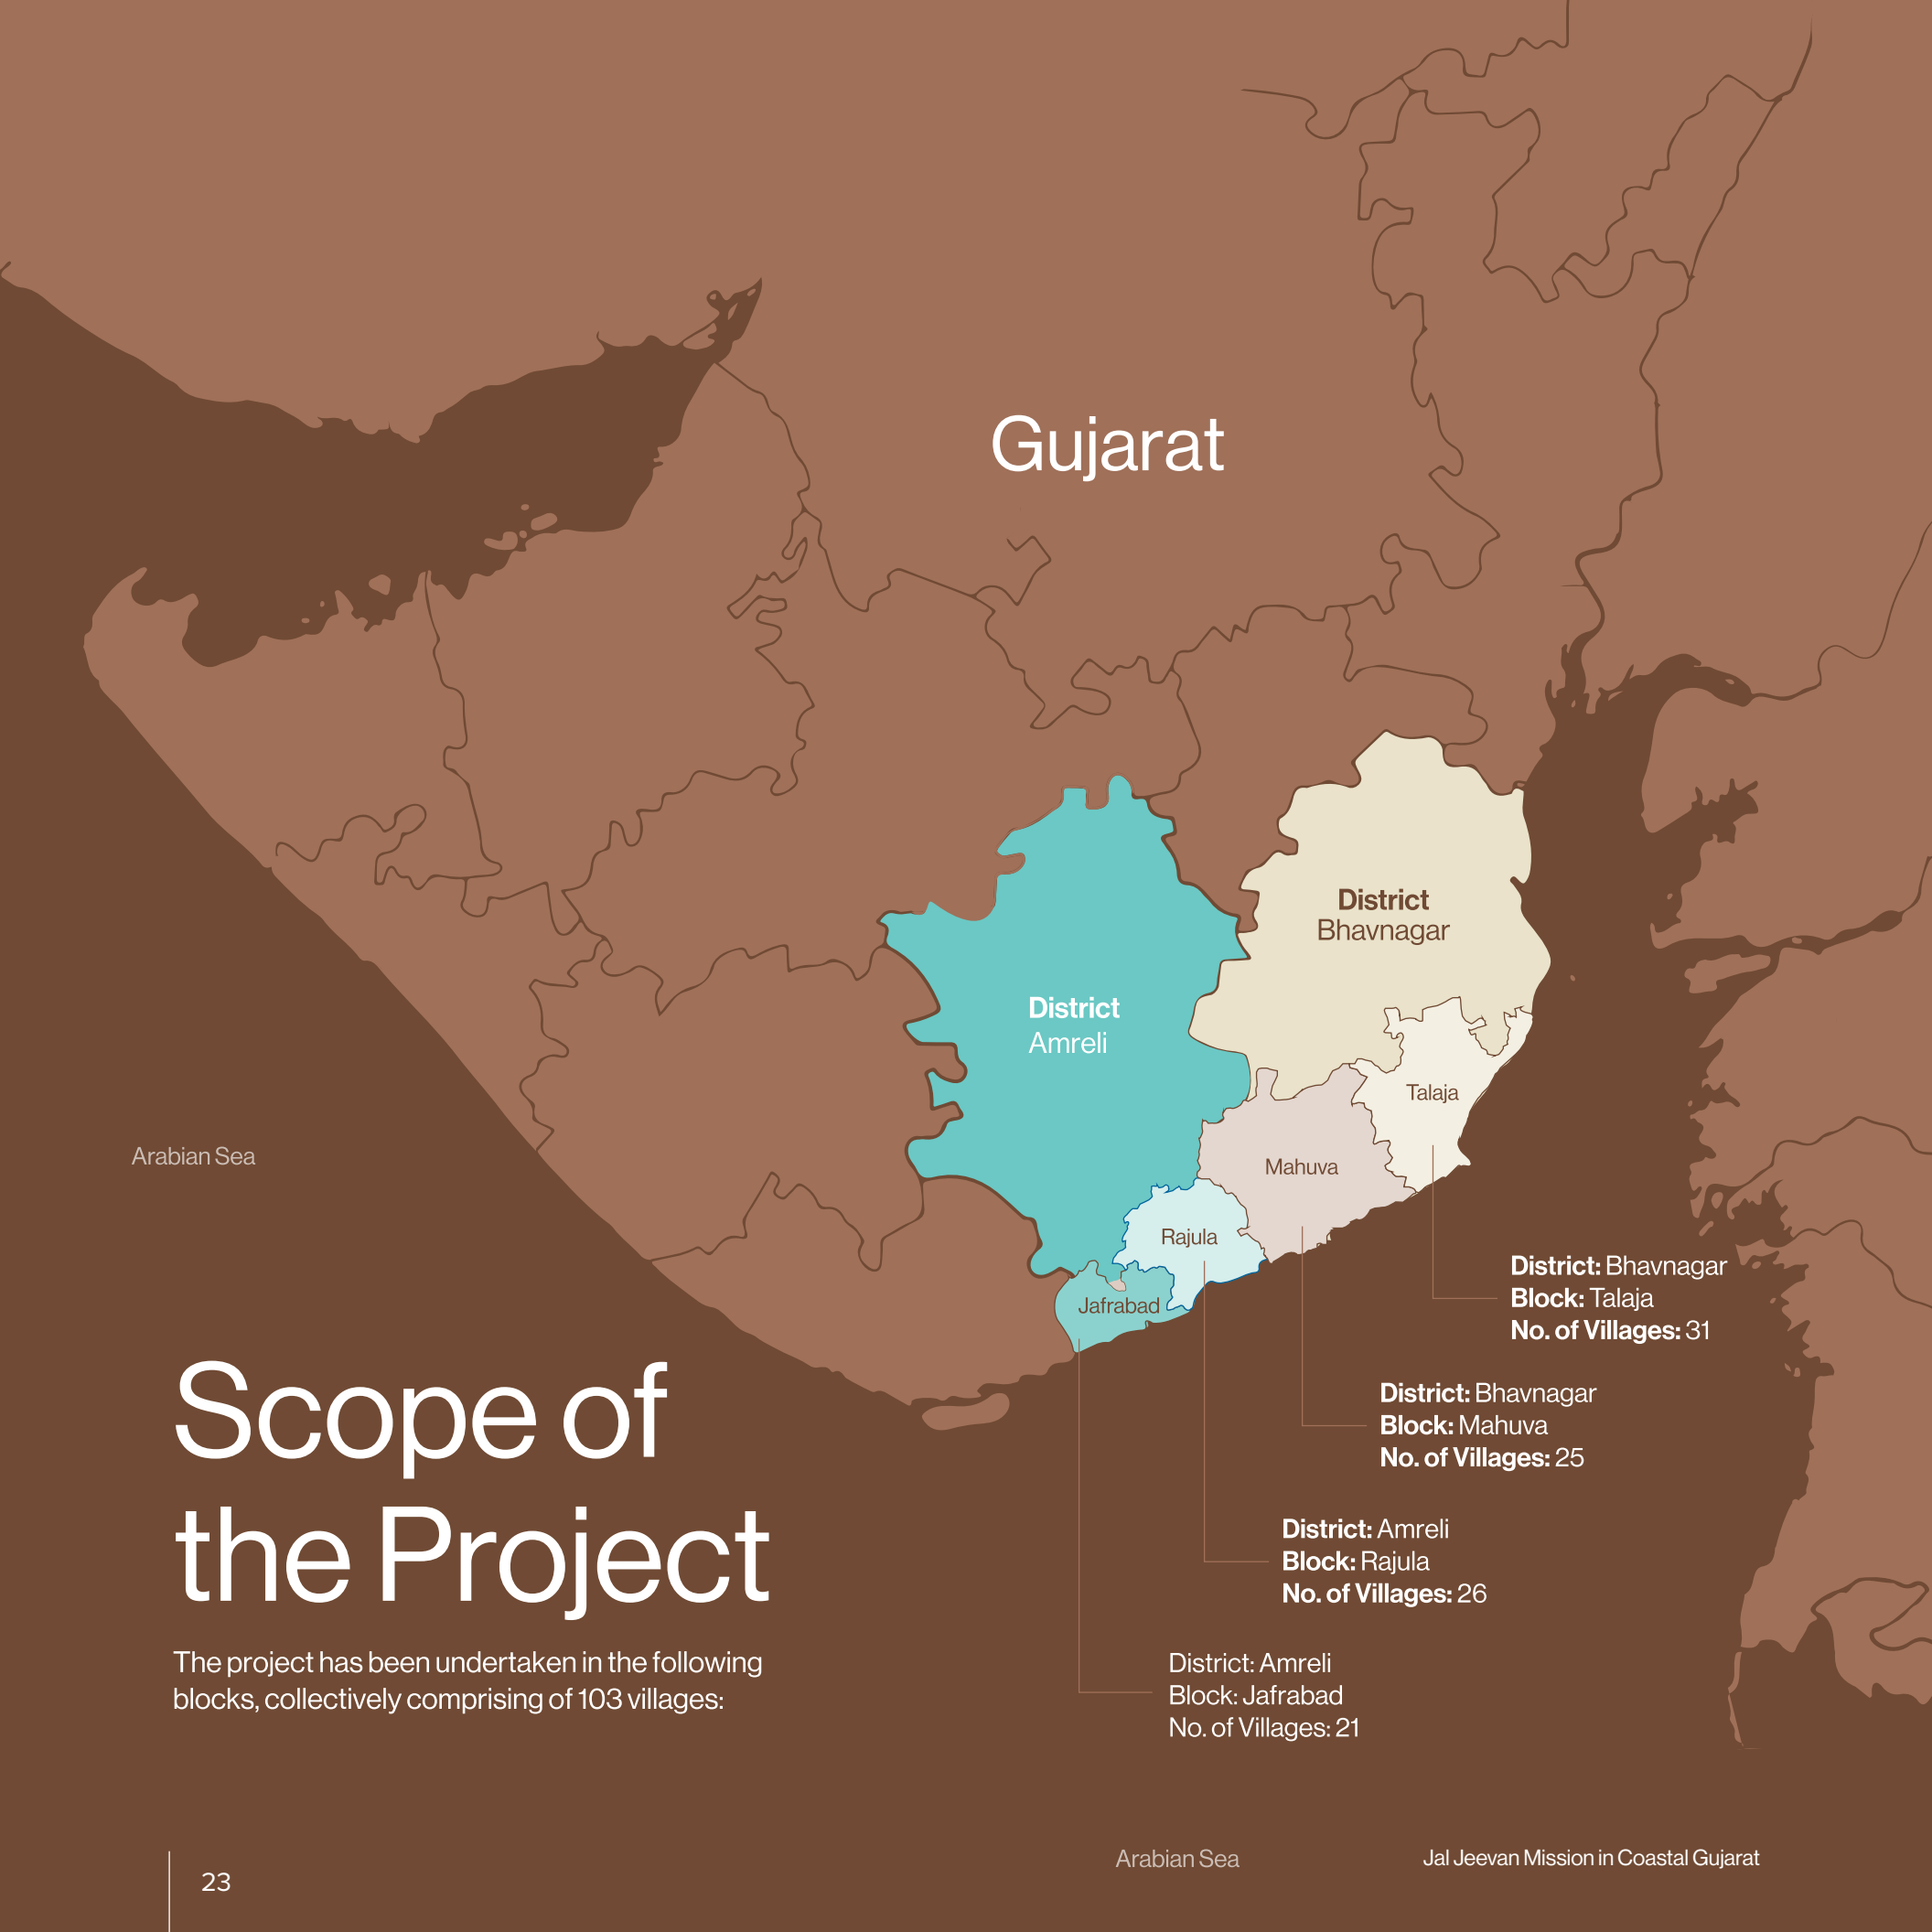 Gujarat
District
Bhavnagar
District
Amreli
Talaja
Mahuva
Rajula
Jafrabad
Arabian Sea
District: Bhavnagar
Block: Talaja
No. of Villages: 31
District: Bhavnagar
Block: Mahuva
No. of Villages: 25
District: Amreli
Block: Rajula
No. of Villages: 26
District: Amreli
Block: Jafrabad
No. of Villages: 21
Scope of
the Project
The project has been undertaken in the following
blocks, collectively comprising of 103 villages:
Arabian Sea
Jal Jeevan Mission in Coastal Gujarat
23